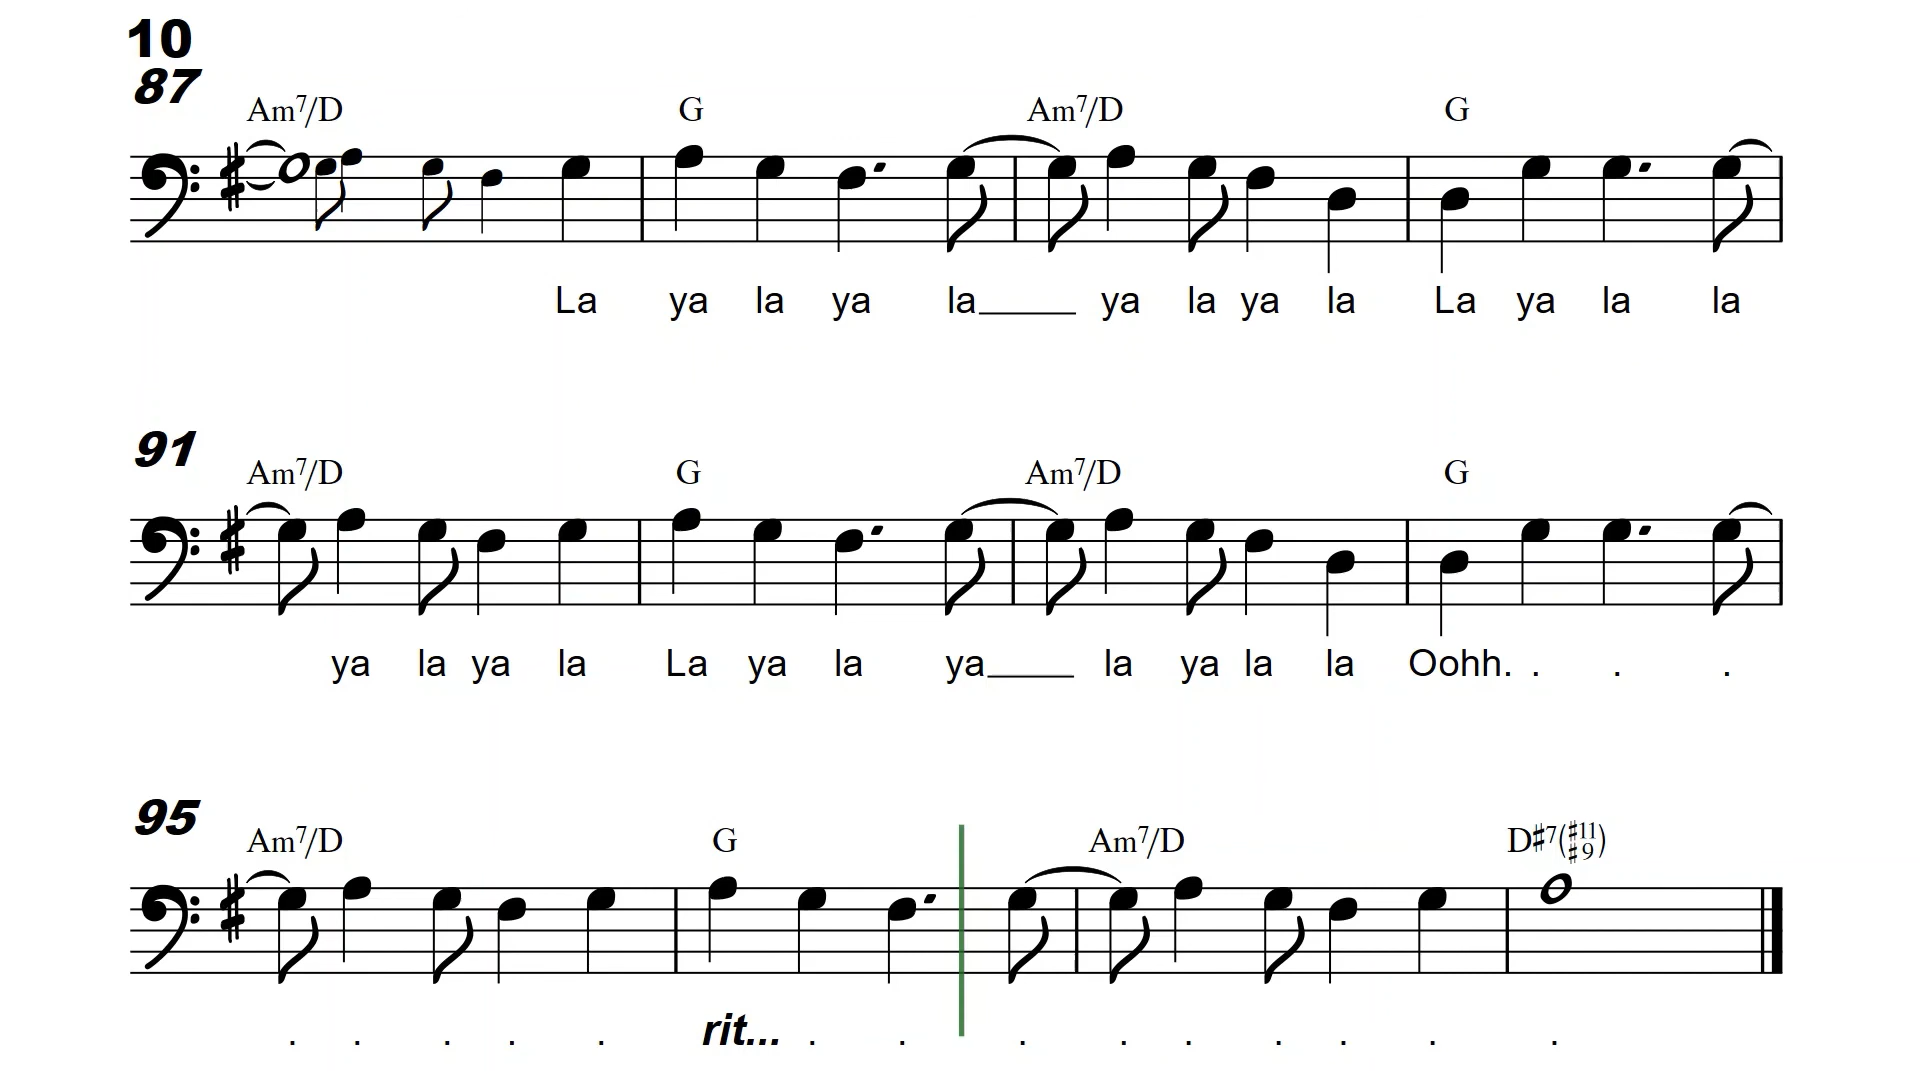 10
87
Am7/D G Am7/D G
La ya la ya la_____ ya la ya la La ya la la
91
Am7/D G Am7/D G
ya la ya la La ya la ya_____ la ya la la Oohh. . . .
95
Am7/D G Am7/D D♯7(♯11 ♯9)
. . . . . rit... . . . . . . . . .